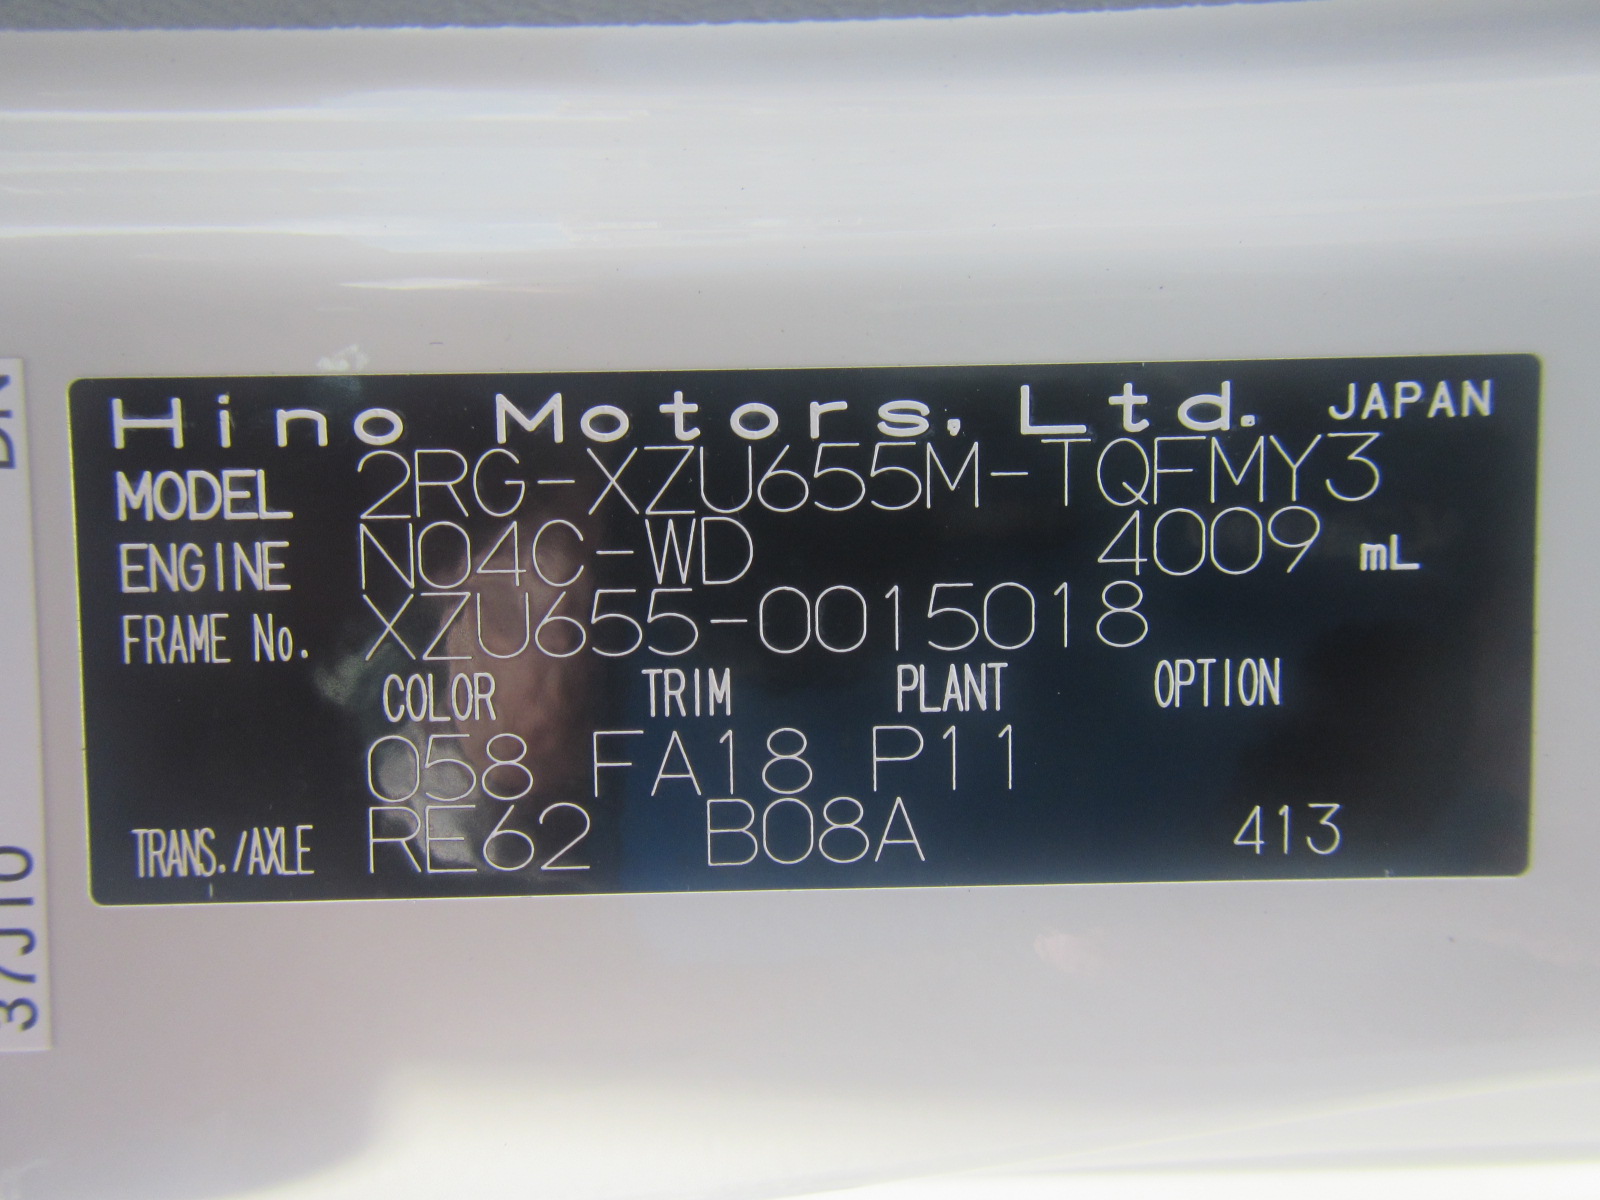 Hino Motors, Ltd. JAPAN
MODEL 2RG-XZU655M-TQFMY3
ENGINE N04C-WD 4009 mL
FRAME No. XZU655-0015018
COLOR TRIM PLANT OPTION
058 FA18 P11
TRANS./AXLE RE62 B08A 413
37J10